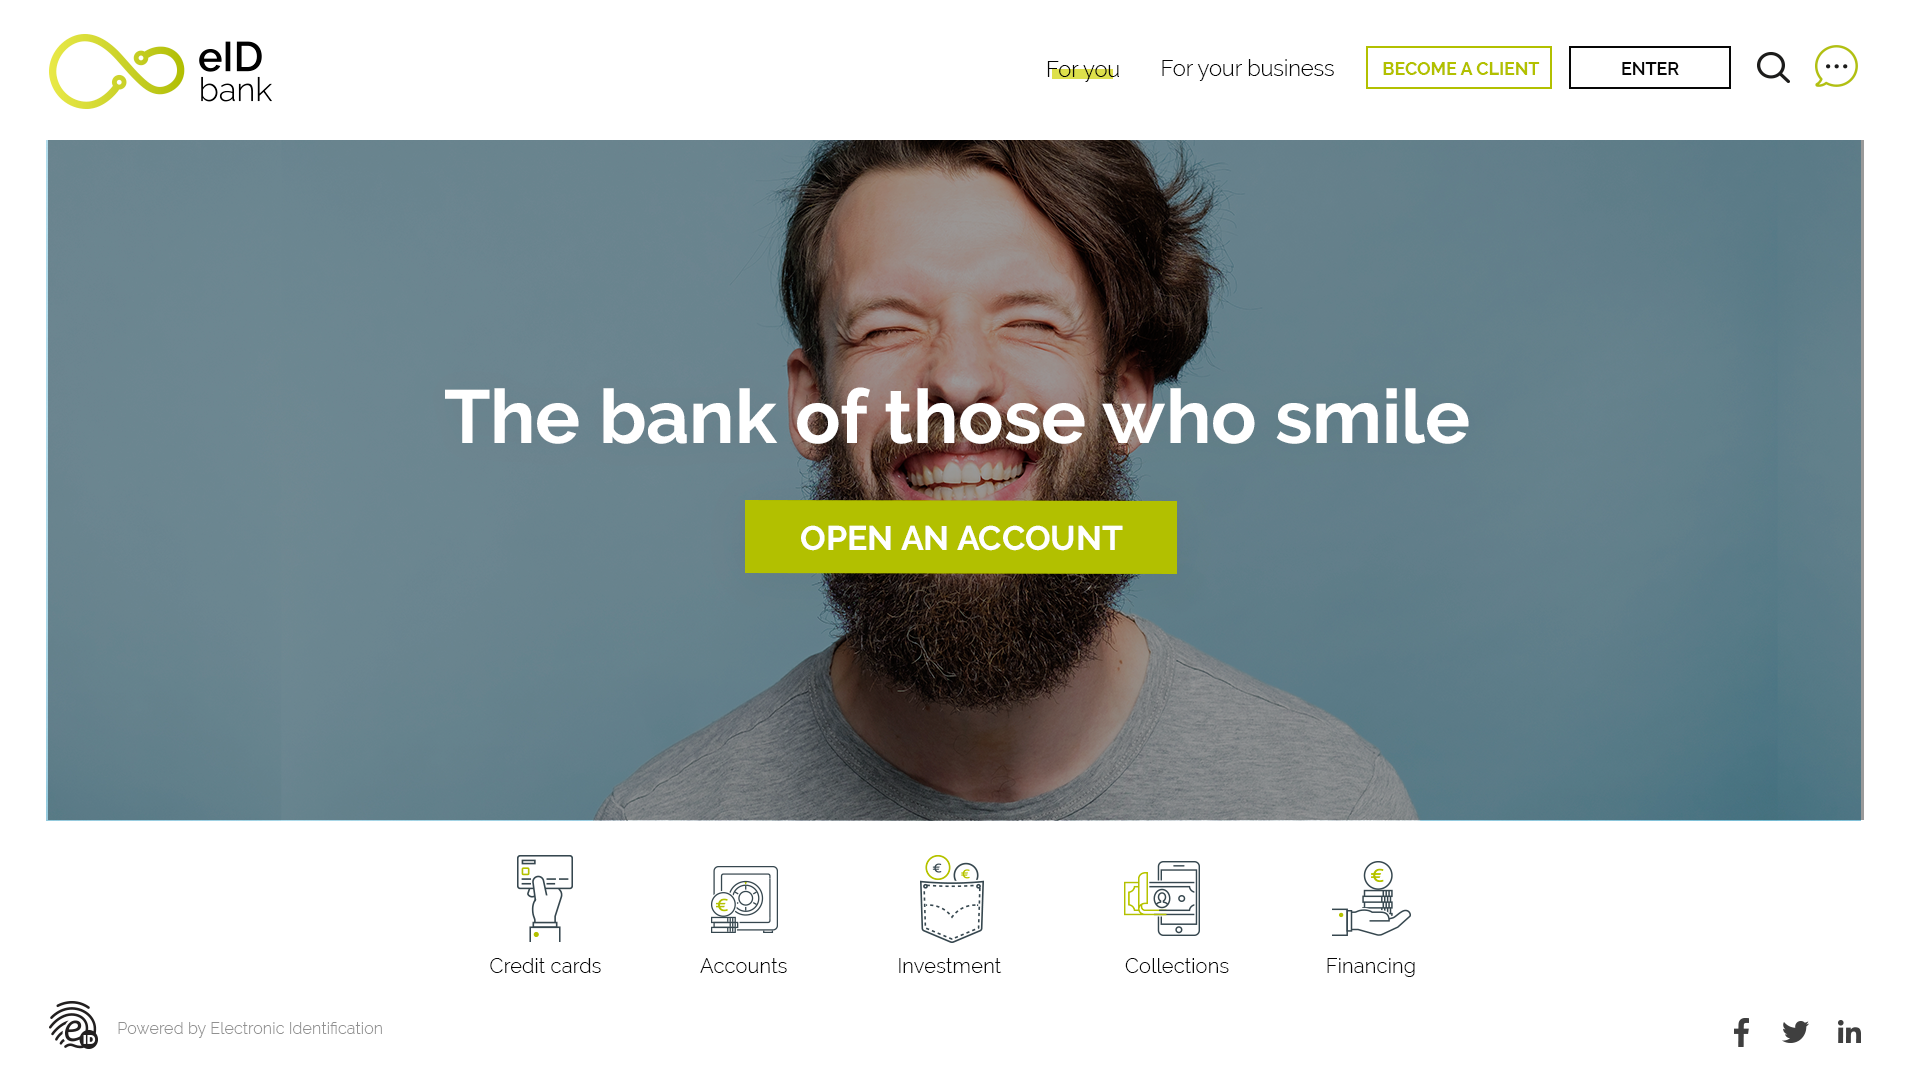 eID
bank
For you
For your business
BECOME A CLIENT
ENTER
The bank of those who smile
OPEN AN ACCOUNT
€
€
€
€
Credit cards
Accounts
Investment
Collections
Financing
e
ID
Powered by Electronic Identification
f
in